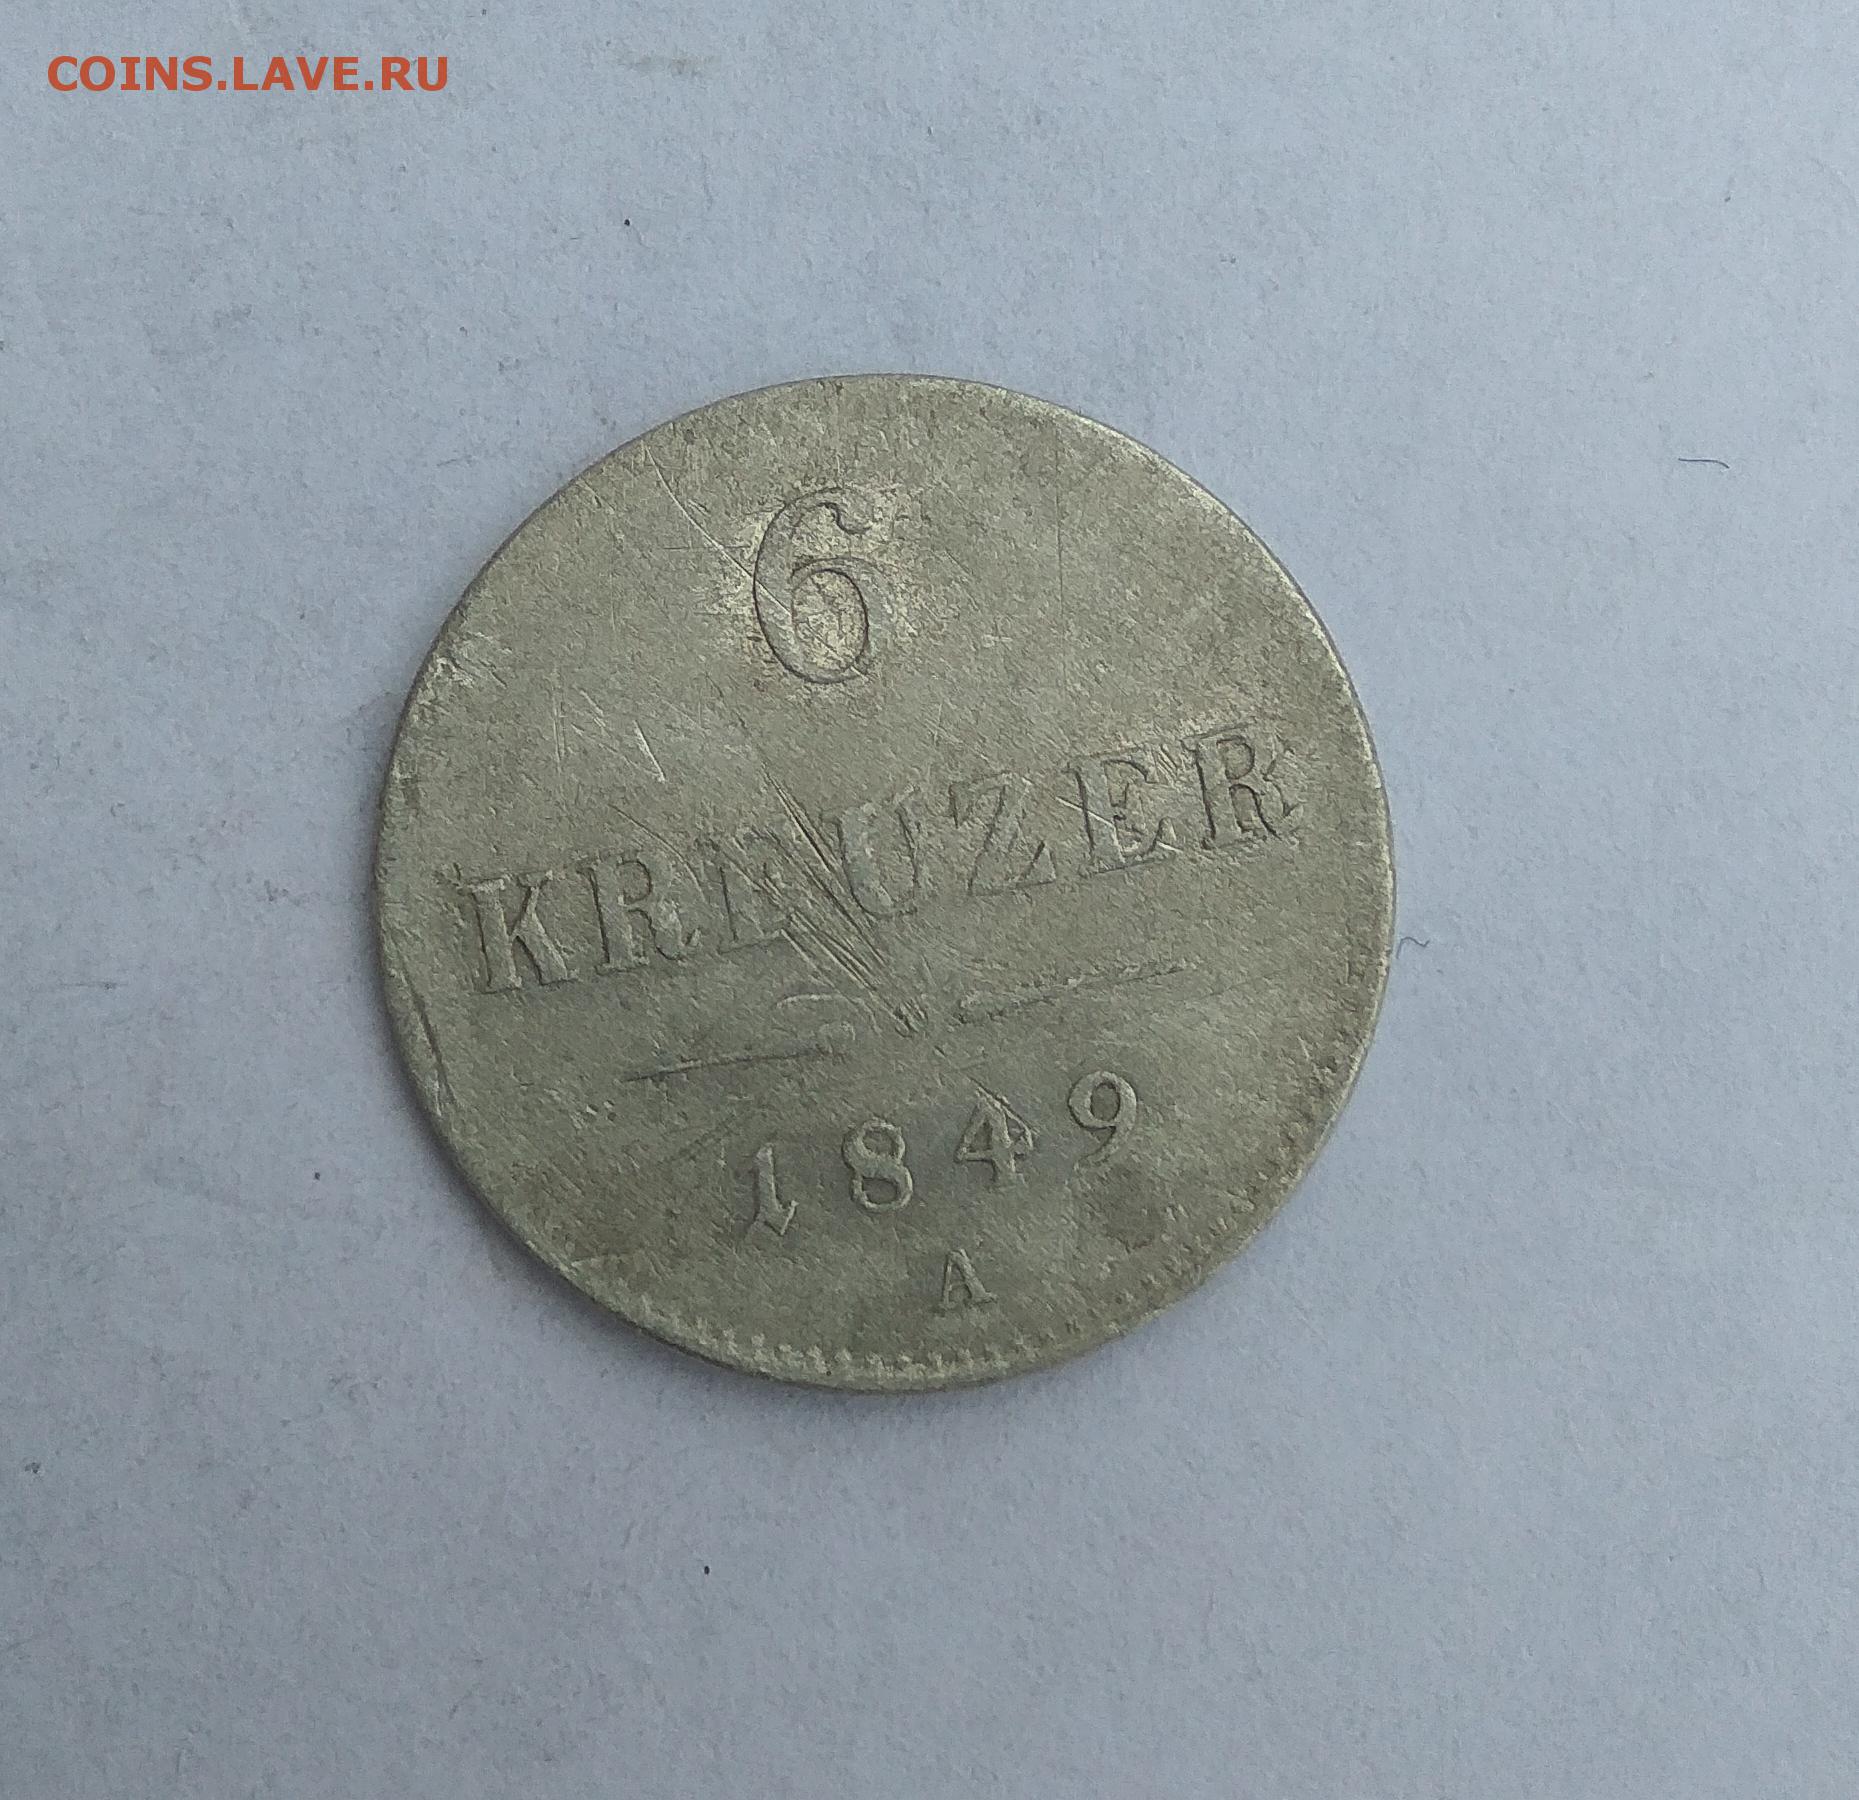 COINS.LAVE.RU
6
KREUZER
1849
A